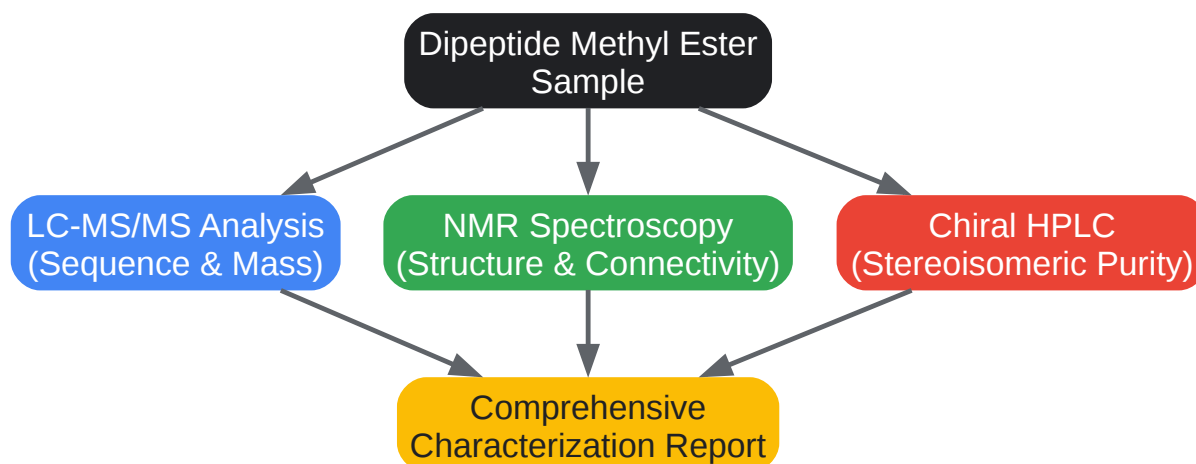 Dipeptide Methyl Ester
Sample
LC-MS/MS Analysis
(Sequence & Mass)
NMR Spectroscopy
(Structure & Connectivity)
Chiral HPLC
(Stereoisomeric Purity)
Comprehensive
Characterization Report